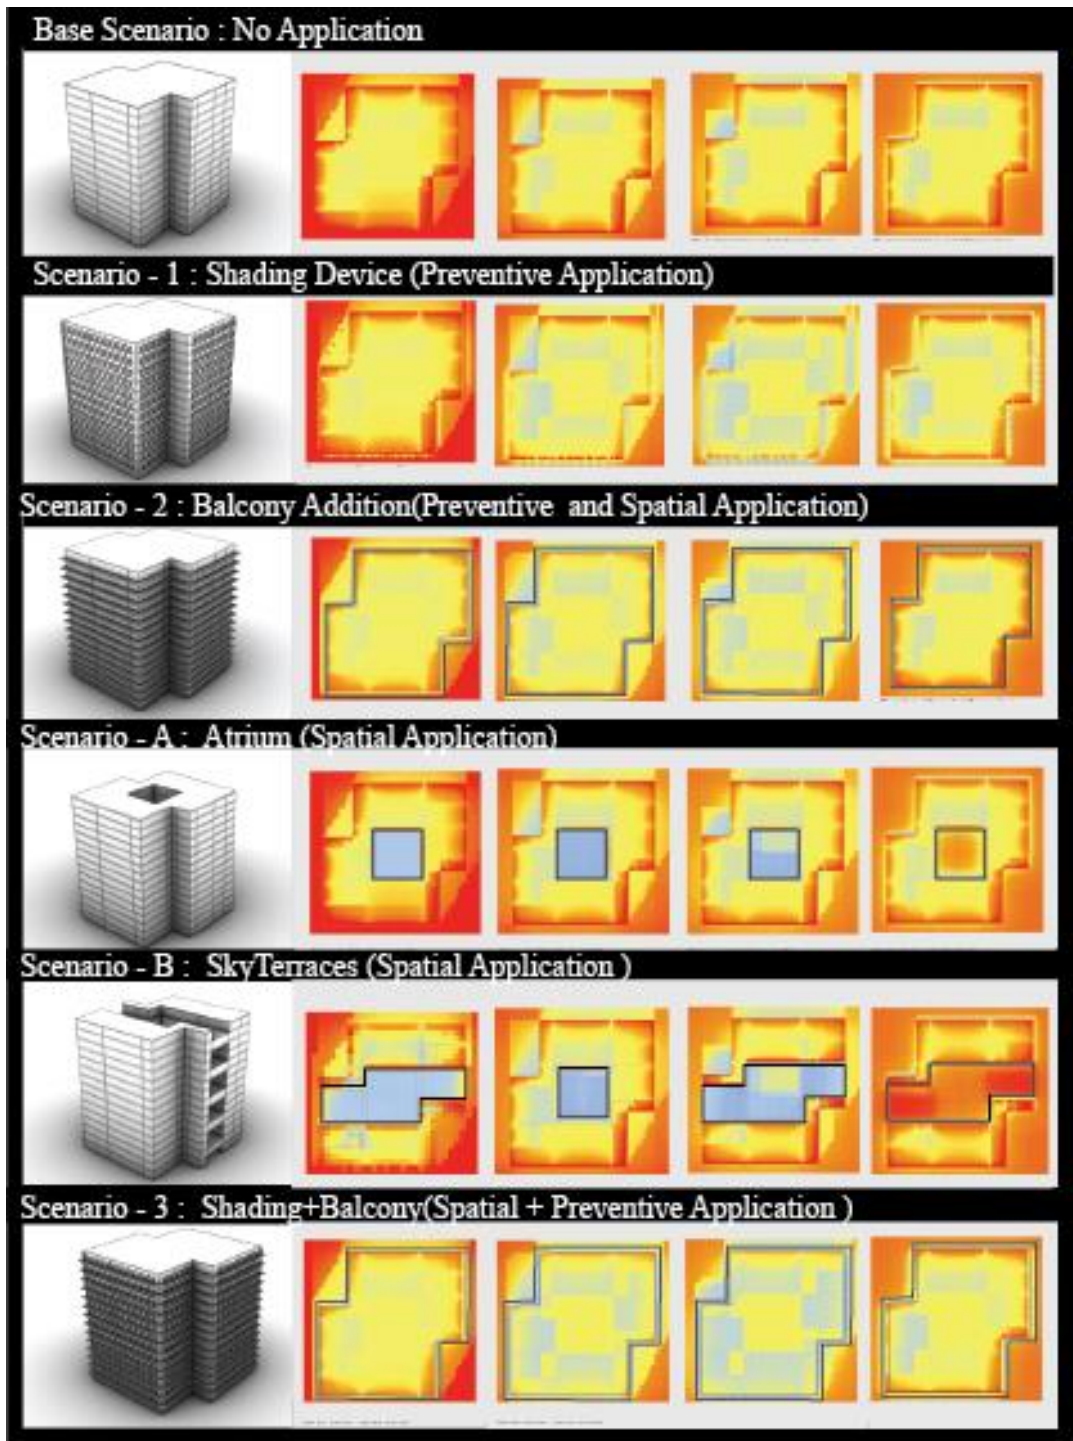 Base Scenario : No Application
Scenario - 1 : Shading Device (Preventive Application)
Scenario - 2 : Balcony Addition(Preventive and Spatial Application)
Scenario - A : Atrium (Spatial Application)
Scenario - B : SkyTerraces (Spatial Application )
Scenario - 3 : Shading+Balcony(Spatial + Preventive Application )